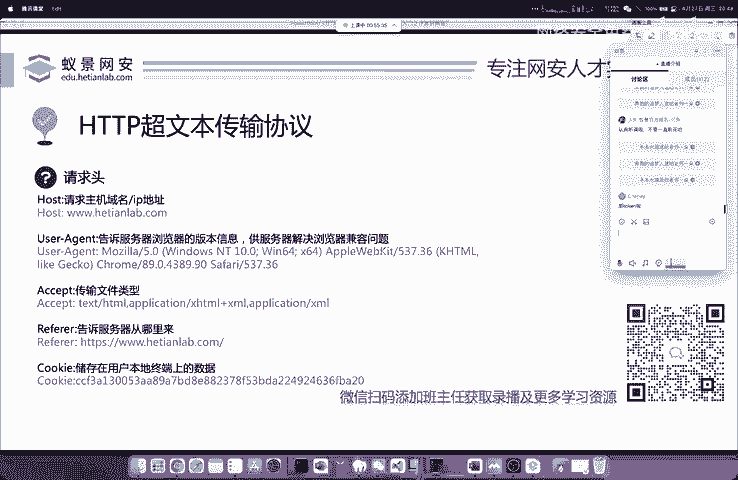 腾讯课堂 Edit
上课中
蚁景网安
edu.hetianlab.com
专注网安人才
HTTP超文本传输协议
请求头
Host:请求主机域名/ip地址
Host: www.hetianlab.com
User-Agent:告诉服务器浏览器的版本信息，供服务器解决浏览器兼容问题
User-Agent: Mozilla/5.0 (Windows NT 10.0; Win64; x64) AppleWebKit/537.36 (KHTML,
like Gecko) Chrome/89.0.4389.90 Safari/537.36
Accept:传输文件类型
Accept: text/html,application/xhtml+xml,application/xml
Referer:告诉服务器从哪里来
Referer: https://www.hetianlab.com/
Cookie:储存在用户本地终端上的数据
Cookie:ccf3a130053aa89a7bd8e882378f53bda224924636fba20
微信扫码添加班主任获取录播及更多学习资源
讨论区